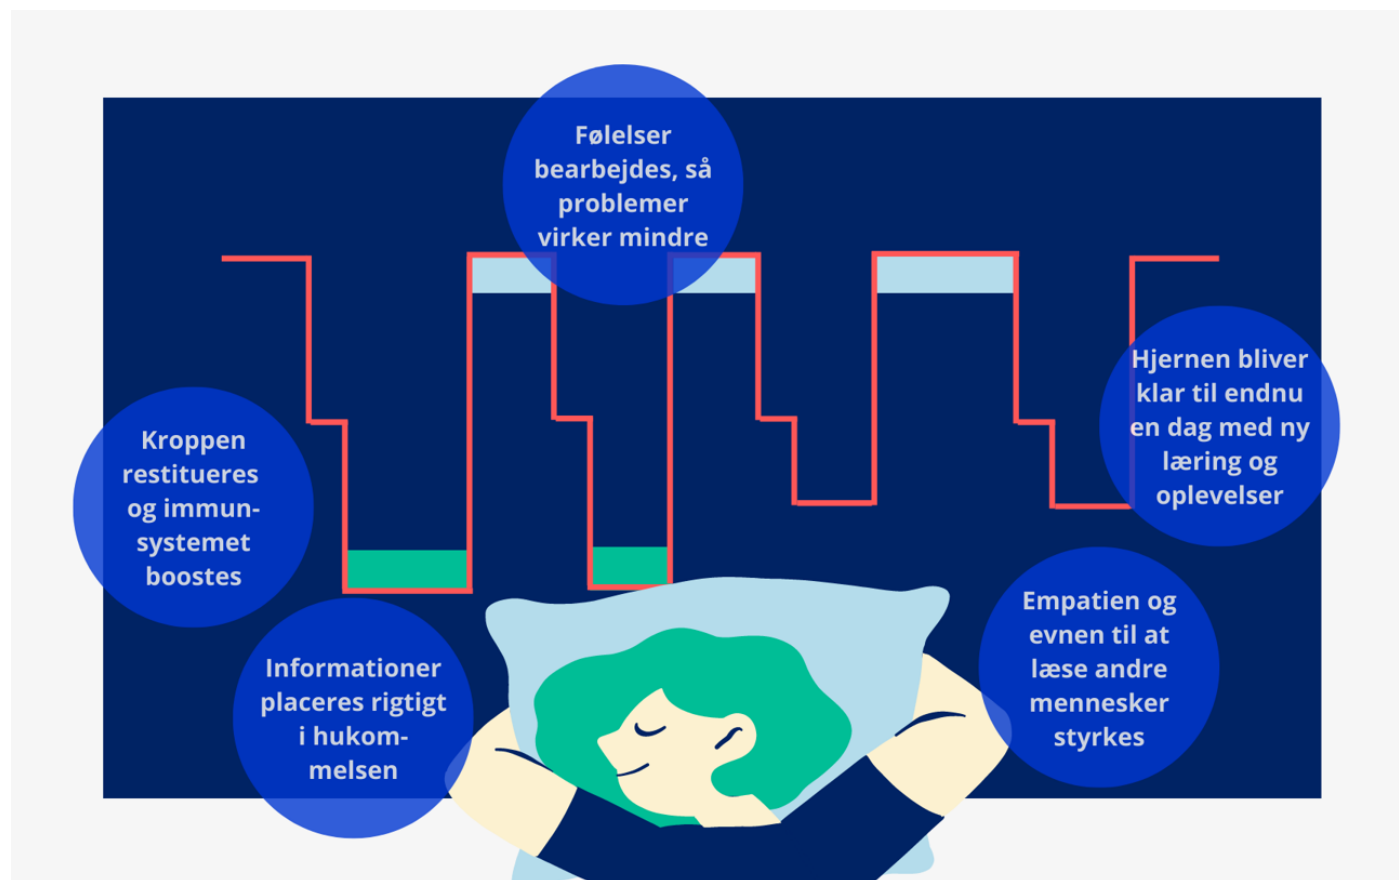 Følelser
bearbejdes, så
problemer
virker mindre
Hjernen bliver
klar til endnu
en dag med ny
læring og
oplevelser
Kroppen
restitueres
og immun-
systemet
boostes
Empatien og
evnen til at
læse andre
mennesker
styrkes
Informationer
placeres rigtigt
i hukom-
melsen